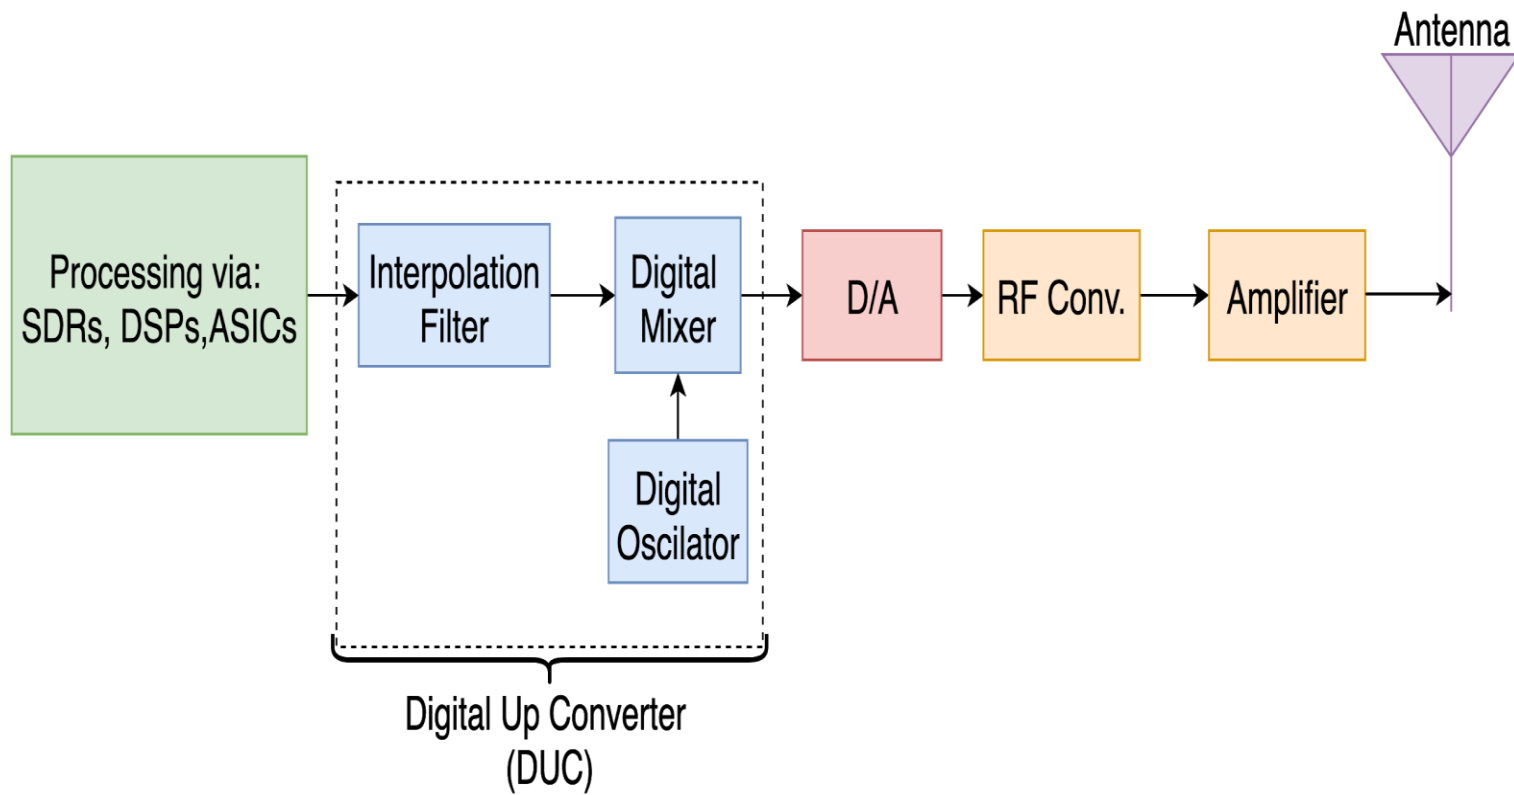 Antenna
Processing via:
SDRs, DSPs,ASICs
Interpolation
Filter
Digital
Mixer
D/A
RF Conv.
Amplifier
Digital
Oscilator
Digital Up Converter
(DUC)